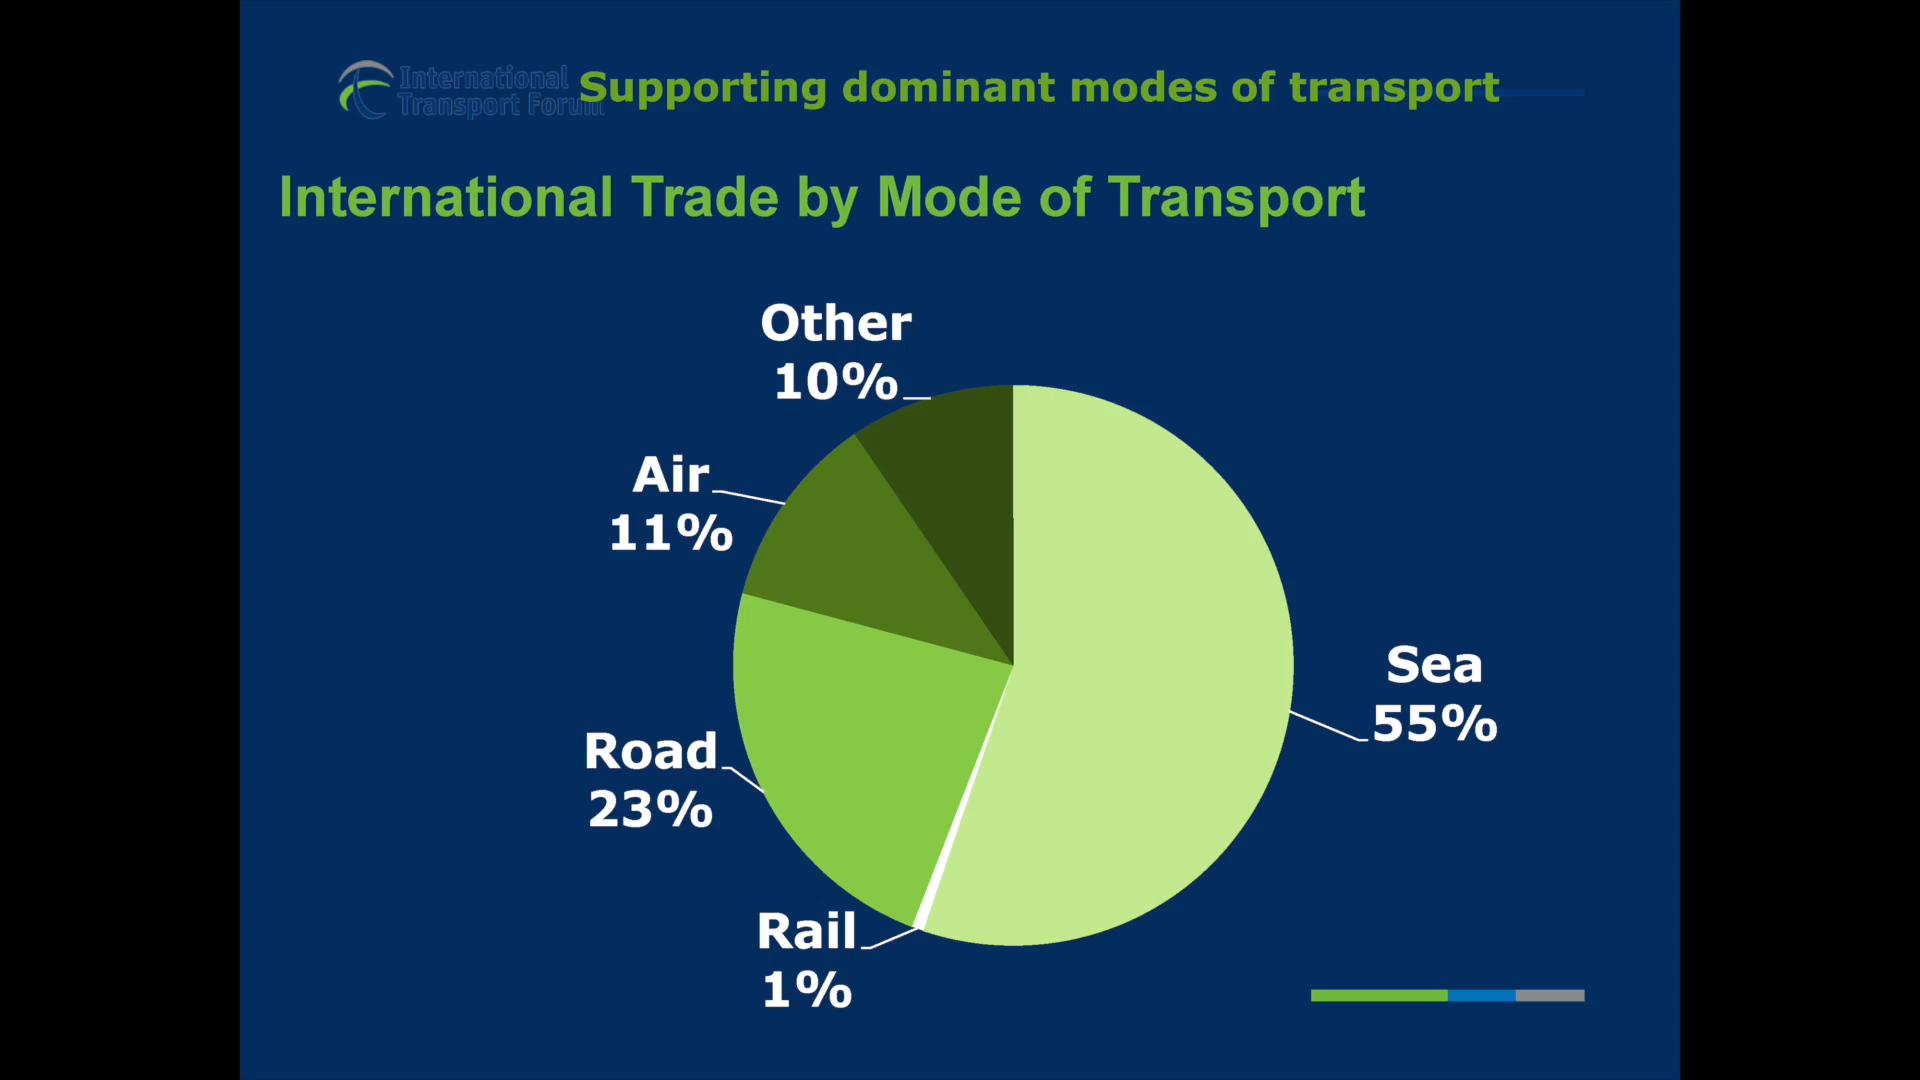 International
Transport Forum
Supporting dominant modes of transport
International Trade by Mode of Transport
Other
10%
Air
11%
Sea
55%
Road
23%
Rail
1%